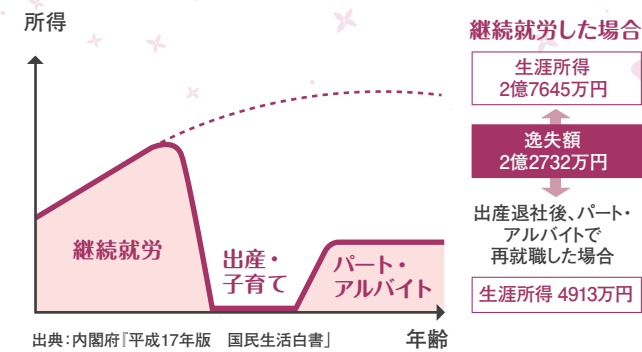 所得
継続就労
出産・
子育て
パート・
アルバイト
年齢
出典：内閣府『平成17年版　国民生活白書」
継続就労した場合
生涯所得
2億7645万円
逸失額
2億2732万円
出産退社後、パート・
アルバイトで
再就職した場合
生涯所得 4913万円